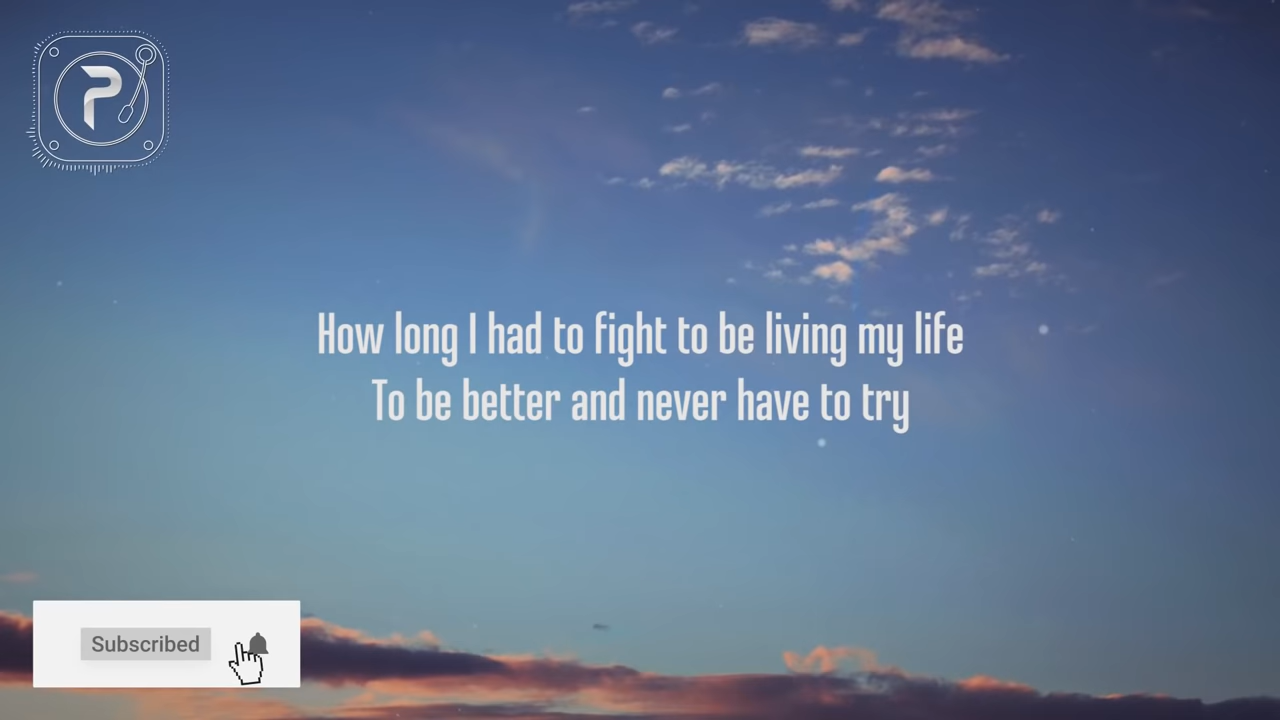 P
How long I had to fight to be living my life
To be better and never have to try
Subscribed